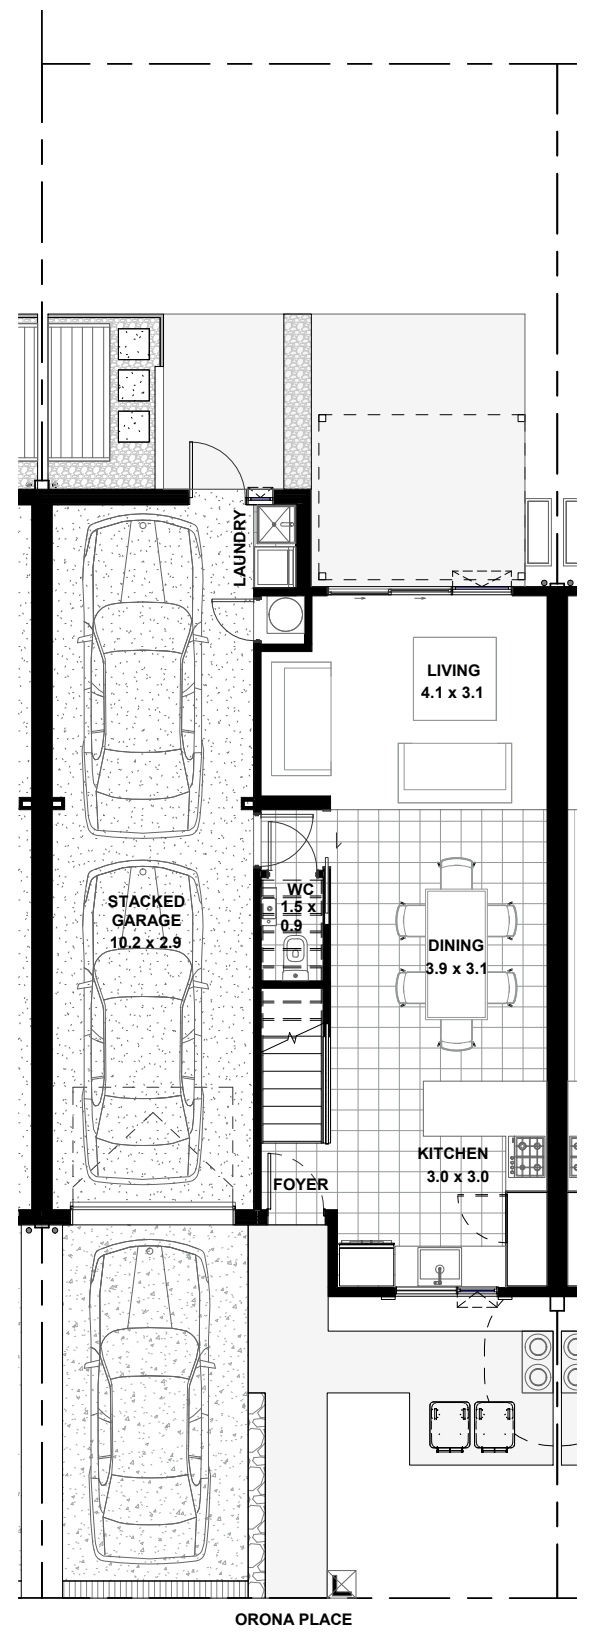 LAUNDRY
LIVING
4.1 x 3.1
STACKED
GARAGE
10.2 x 2.9
WC
1.5 x
0.9
DINING
3.9 x 3.1
KITCHEN
3.0 x 3.0
FOYER
ORONA PLACE